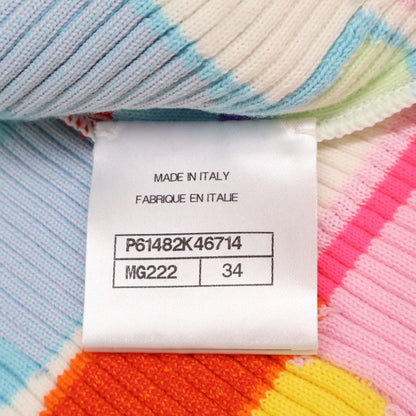 MADE IN ITALY
FABRIQUE EN ITALIE
P61482K46714
MG222 34